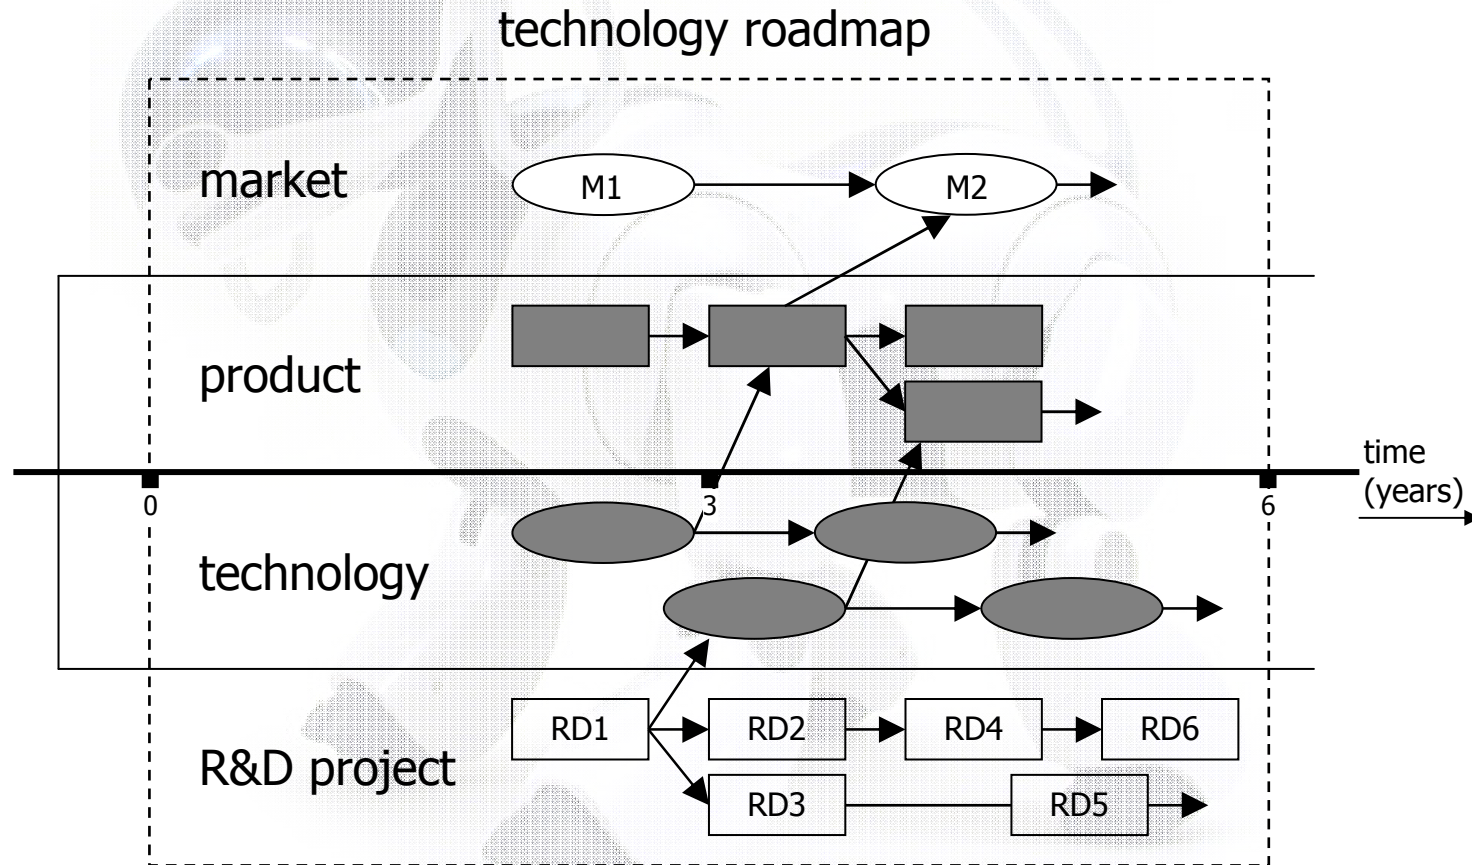 technology roadmap
market
M1
M2
product
time
(years)
0
3
6
technology
RD1
RD2
RD4
RD6
R&D project
RD3
RD5